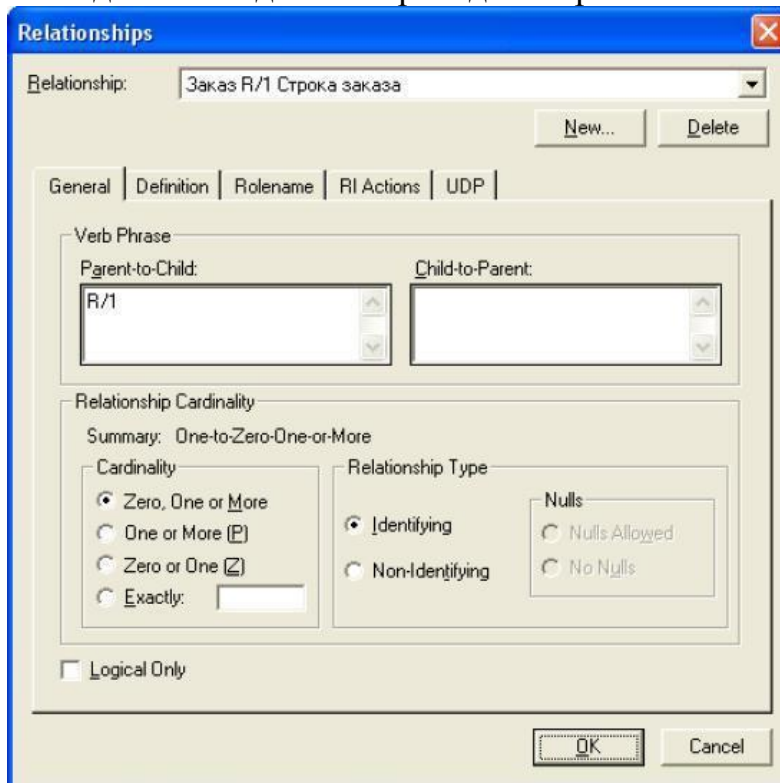 Relationships
Relationship: Заказ R/1 Строка заказа
New... Delete
General Definition Rolename RI Actions UDP
Verb Phrase
Parent-to-Child: Child-to-Parent:
R/1
Relationship Cardinality
Summary: One-to-Zero-One-or-More
Cardinality Relationship Type
Zero, One or More Nulls
Identifying Nulls Allowed
One or More (P)
Zero or One (Z) Non-Identifying No Nulls
Exactly:
Logical Only
OK Cancel